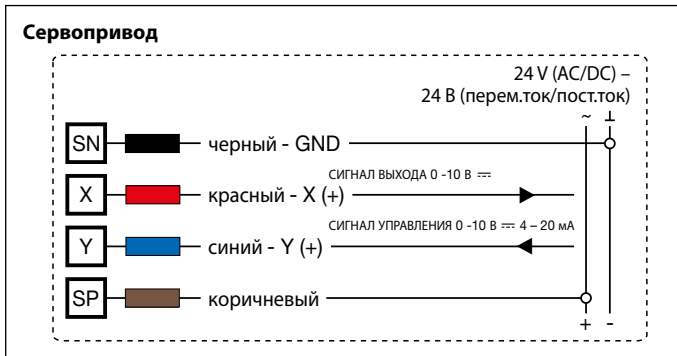 Сервопривод
24 V (AC/DC) –
24 В (перем.ток/пост.ток)
~ ⊥
SN черный - GND
СИГНАЛ ВЫХОДА 0 -10 В ⎓
X красный - X (+)
СИГНАЛ УПРАВЛЕНИЯ 0 -10 В ⎓ 4 – 20 мА
Y синий - Y (+)
SP коричневый
+ -